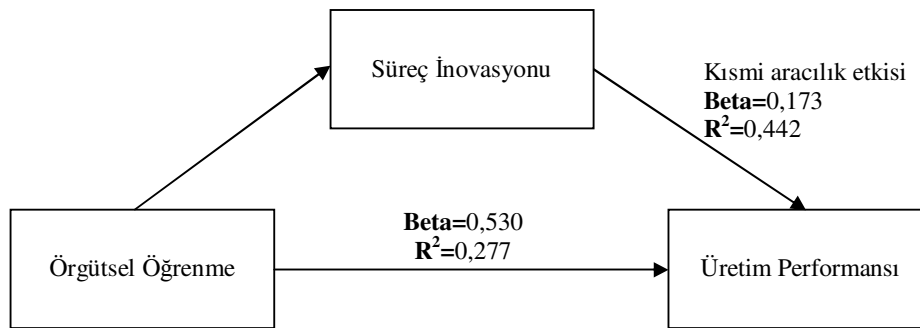 Süreç İnovasyonu
Kısmi aracılık etkisi
Beta=0,173
R²=0,442
Beta=0,530
R²=0,277
Örgütsel Öğrenme
Üretim Performansı